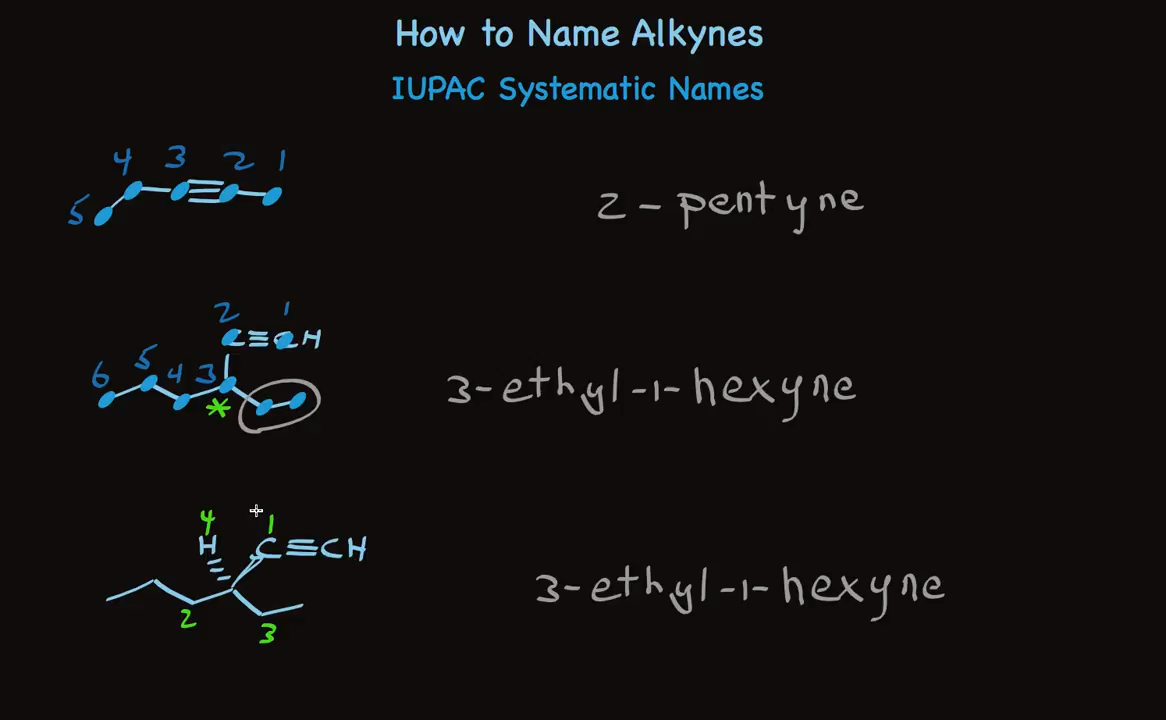 How to Name Alkynes
IUPAC Systematic Names
5 4 3 2 1
2-pentyne
2 1
C≡CH
6 5 4 3
*
3-ethyl-1-hexyne
4 1
H C≡CH
2 3
3-ethyl-1-hexyne